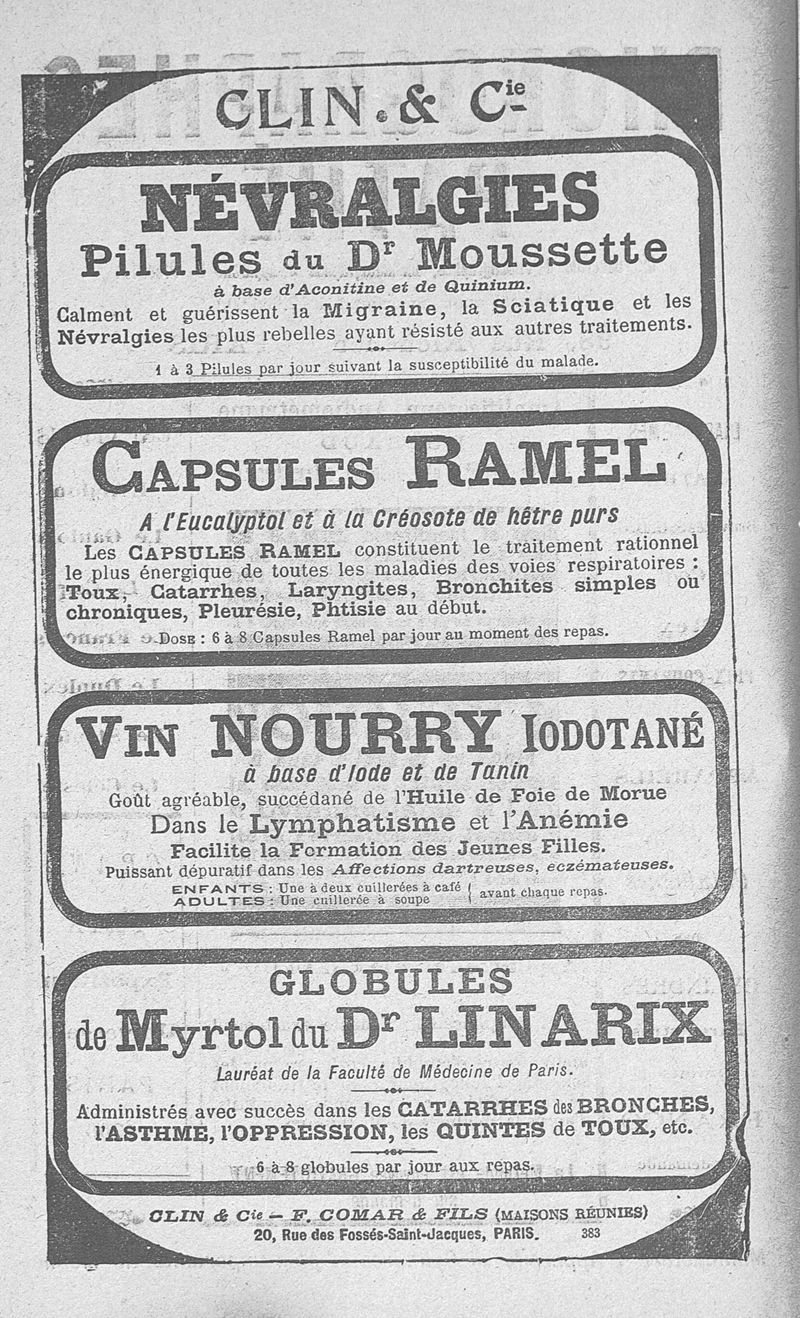 CLIN. & Cie
NÉVRALGIES
Pilules du Dr Moussette
à base d'Aconitine et de Quinium.
Calment et guérissent la Migraine, la Sciatique et les
Névralgies les plus rebelles ayant résisté aux autres traitements.
1 à 3 Pilules par jour suivant la susceptibilité du malade.
CAPSULES RAMEL
A l'Eucalyptol et à la Créosote de hêtre purs
Les CAPSULES RAMEL constituent le traitement rationnel
le plus énergique de toutes les maladies des voies respiratoires :
Toux, Catarrhes, Laryngites, Bronchites simples ou
chroniques, Pleurésie, Phtisie au début.
DOSE : 6 à 8 Capsules Ramel par jour au moment des repas.
VIN NOURRY IODOTANÉ
à base d'Iode et de Tanin
Goût agréable, succédané de l'Huile de Foie de Morue
Dans le Lymphatisme et l'Anémie
Facilite la Formation des Jeunes Filles.
Puissant dépuratif dans les Affections dartreuses, eczémateuses.
ENFANTS : Une à deux cuillerées à café
ADULTES : Une cuillerée à soupe
avant chaque repas.
GLOBULES
de Myrtol du Dr LINARIX
Lauréat de la Faculté de Médecine de Paris.
Administrés avec succès dans les CATARRHES des BRONCHES,
l'ASTHME, l'OPPRESSION, les QUINTES de TOUX, etc.
6 à 8 globules par jour aux repas.
CLIN & Cie — F. COMAR & FILS (MAISONS RÉUNIES)
20, Rue des Fossés-Saint-Jacques, PARIS. 383